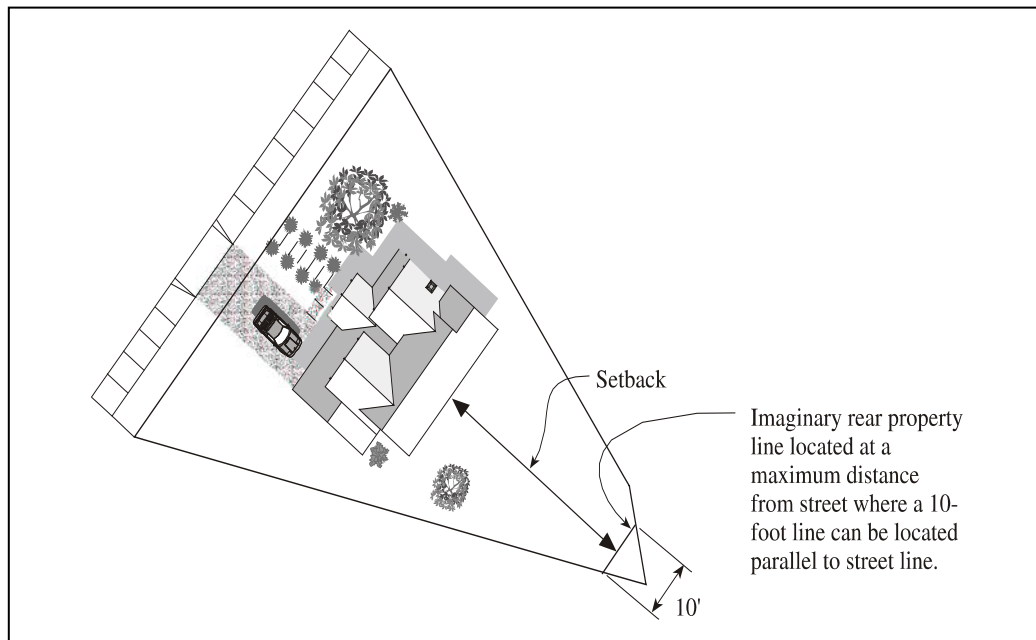 Setback
Imaginary rear property
line located at a
maximum distance
from street where a 10-
foot line can be located
parallel to street line.
10'